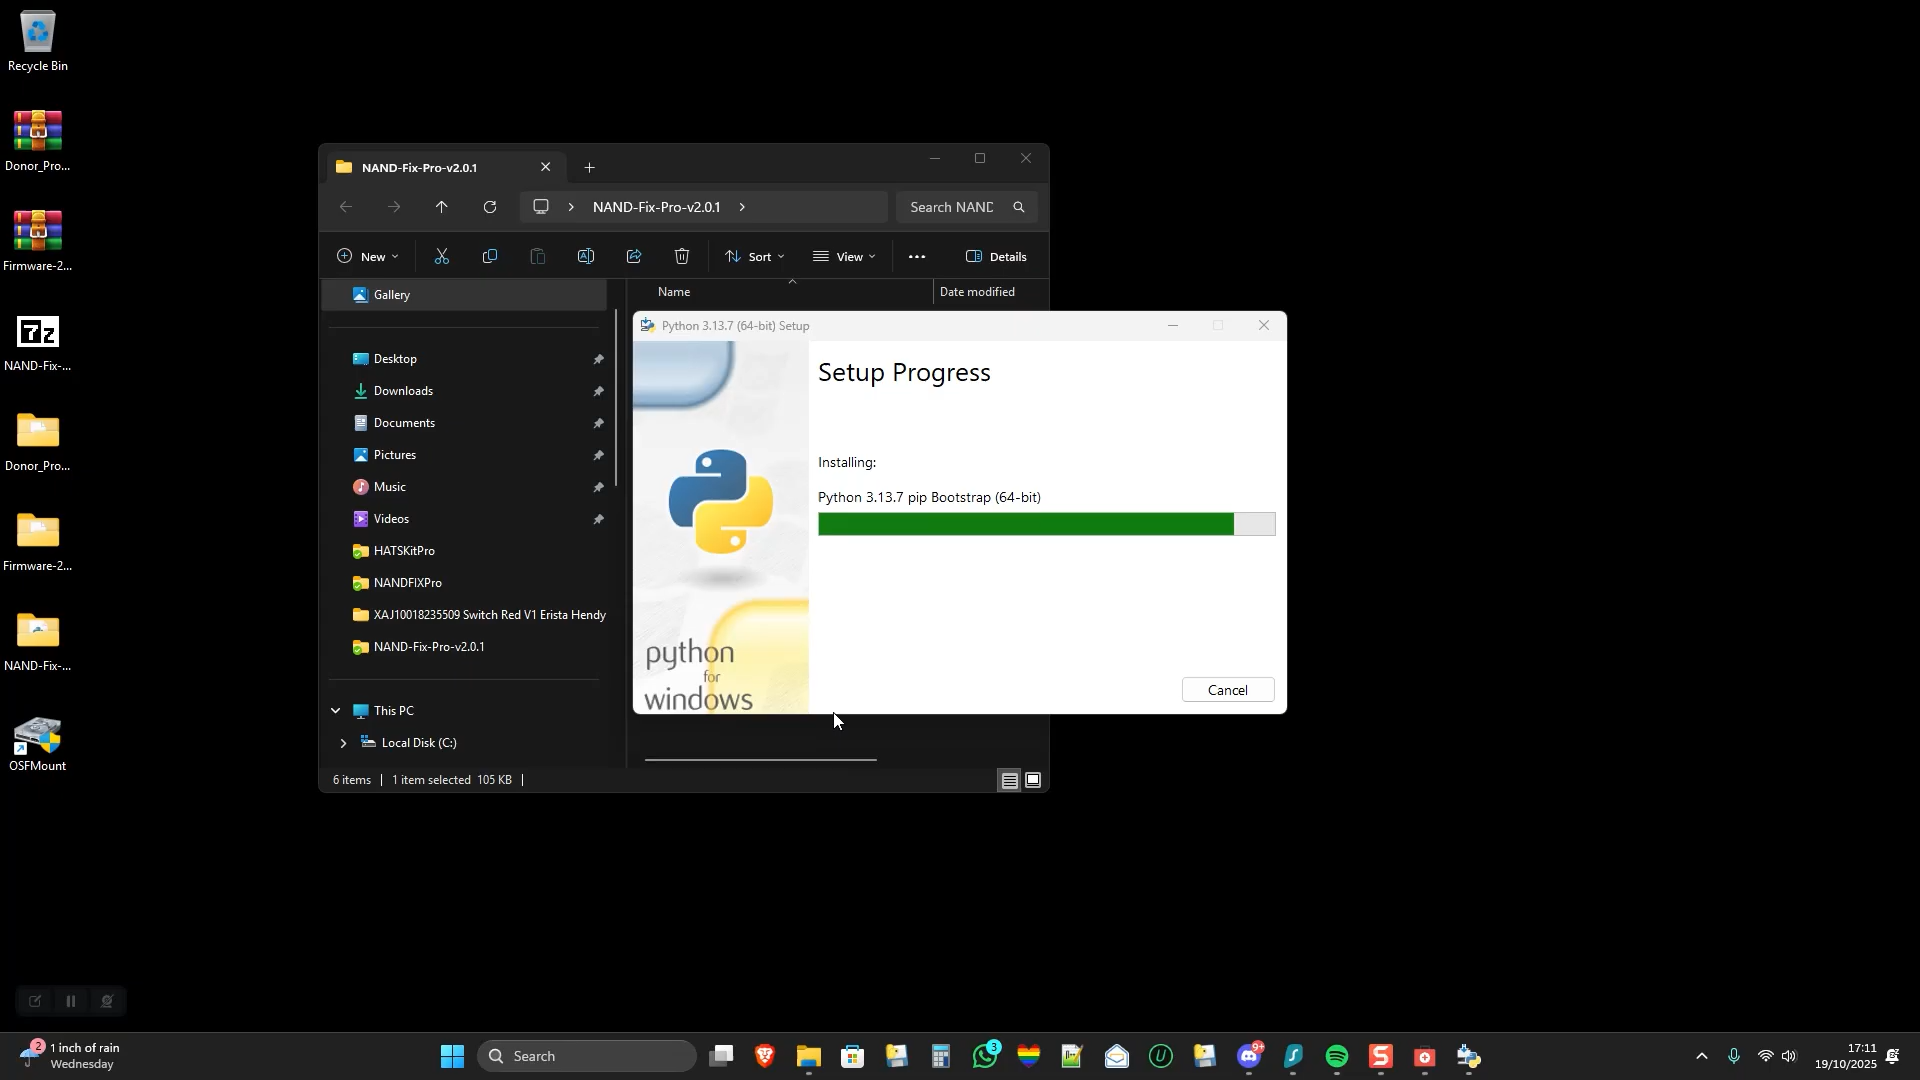 Recycle Bin
Donor_Pro...
Firmware-2...
7z
NAND-Fix-...
Donor_Pro...
Firmware-2...
NAND-Fix-...
OSFMount
NAND-Fix-Pro-v2.0.1
NAND-Fix-Pro-v2.0.1
Search NAND
New
Sort
View
Details
Gallery
Name
Date modified
Desktop
Downloads
Documents
Pictures
Music
Videos
HATSKitPro
NANDFIXPro
XAJ10018235509 Switch Red V1 Erista Hendy
NAND-Fix-Pro-v2.0.1
This PC
Local Disk (C:)
6 items
1 item selected 105 KB
Python 3.13.7 (64-bit) Setup
Setup Progress
Installing:
Python 3.13.7 pip Bootstrap (64-bit)
python
for
windows
Cancel
2
1 inch of rain
Wednesday
Search
3
9+
17:11
19/10/2025